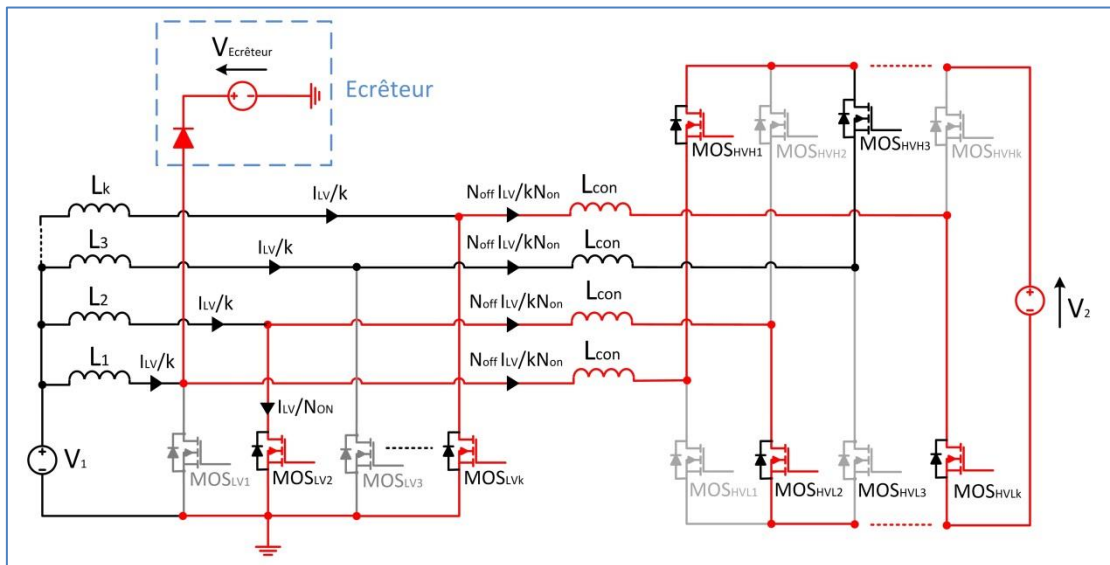 VEcrêteur
Ecrêteur
MOSHVH1
MOSHVH2
MOSHVH3
MOSHVHk
Lk
ILV/k
Noff ILV/kNon
Lcon
L3
ILV/k
Noff ILV/kNon
Lcon
L2
ILV/k
Noff ILV/kNon
Lcon
L1
ILV/k
Noff ILV/kNon
Lcon
V2
ILV/NON
V1
MOSLV1
MOSLV2
MOSLV3
MOSLVk
MOSHVL1
MOSHVL2
MOSHVL3
MOSHVLk